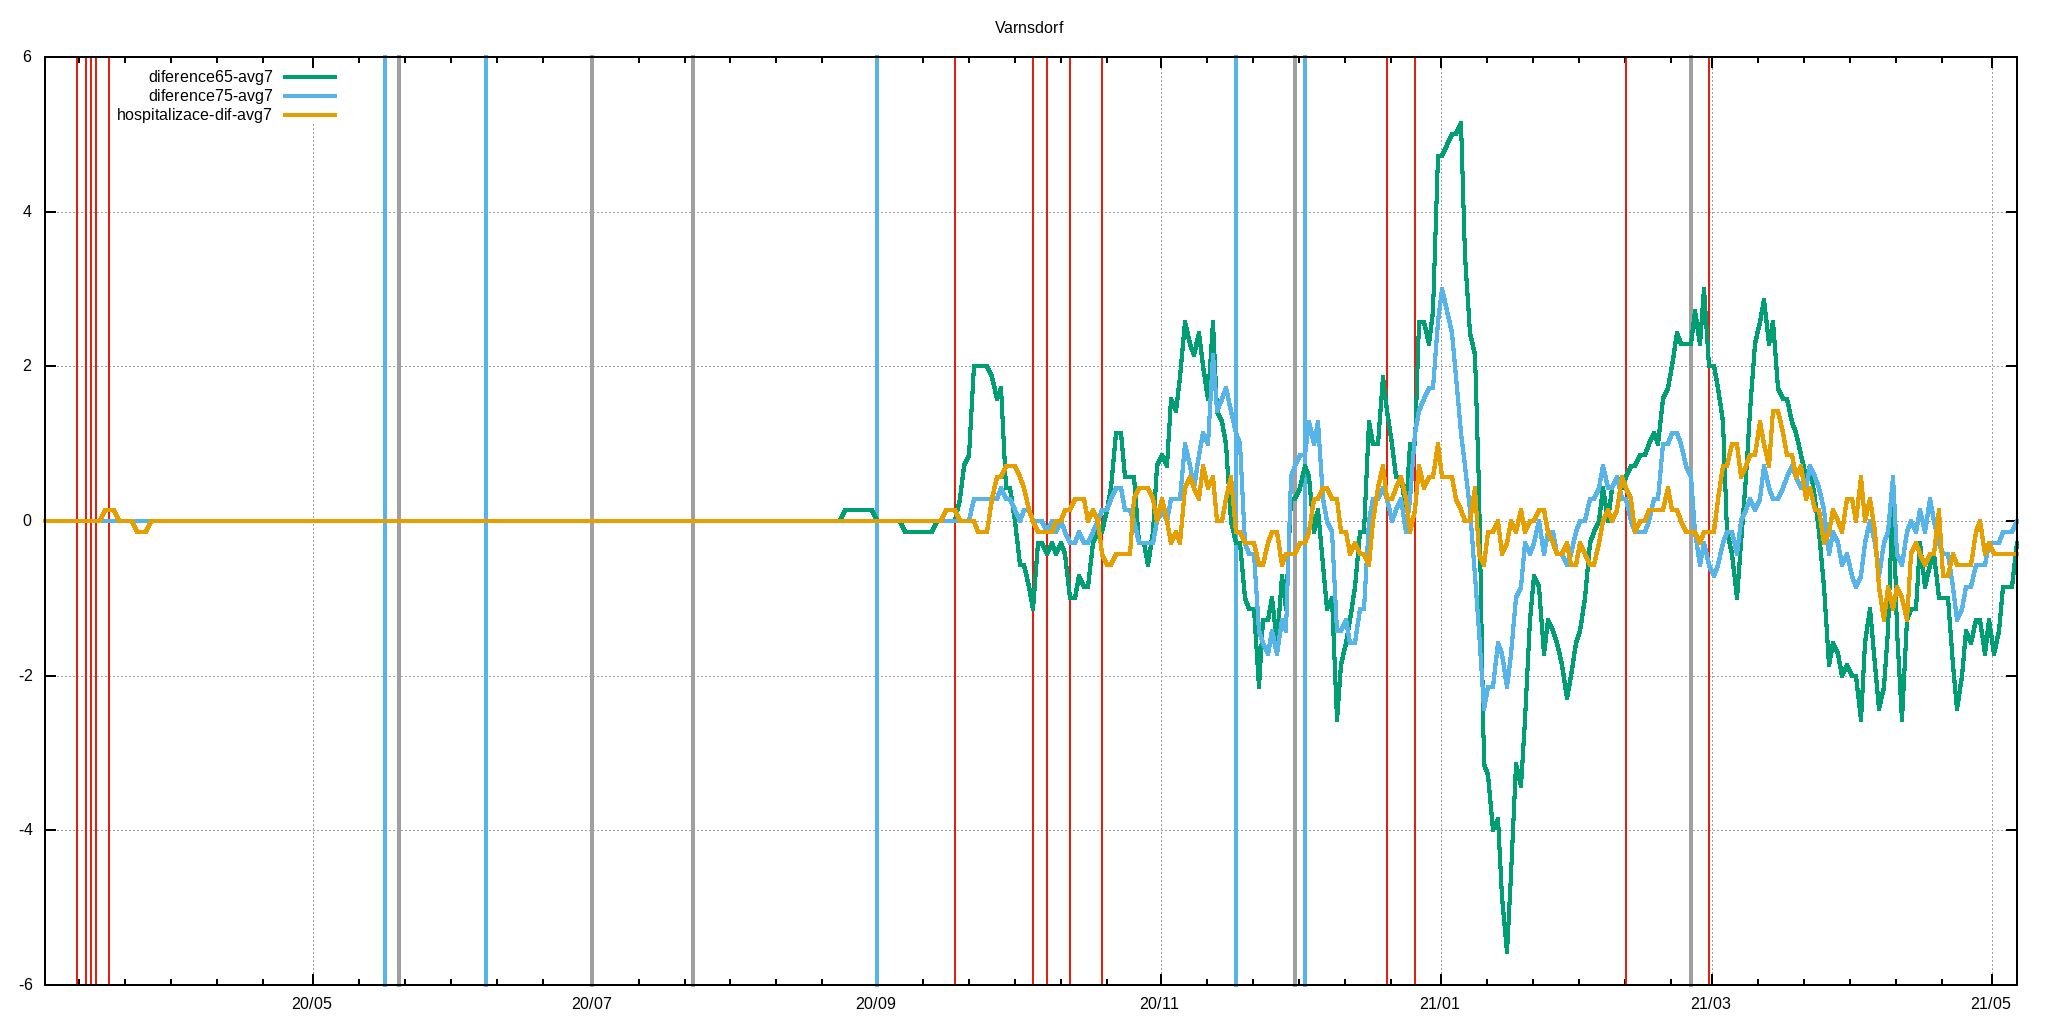 Varnsdorf
diference65-avg7
diference75-avg7
hospitalizace-dif-avg7
6
4
2
0
-2
-4
-6
20/05 20/07 20/09 20/11 21/01 21/03 21/05